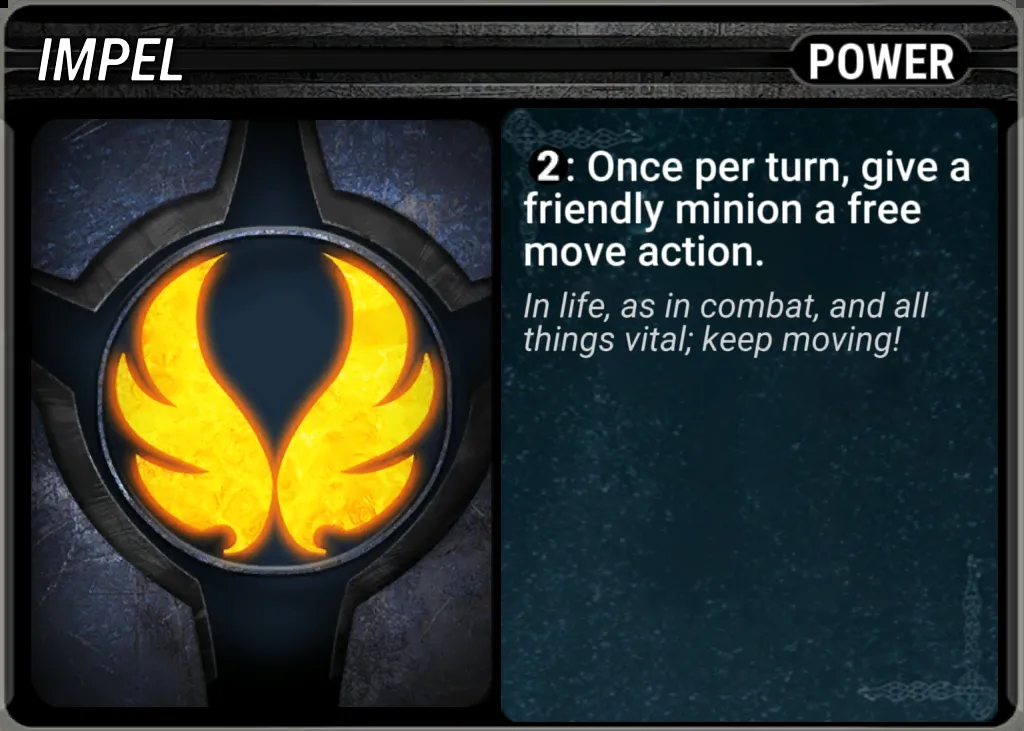 IMPEL
POWER
2: Once per turn, give a
friendly minion a free
move action.
In life, as in combat, and all
things vital; keep moving!